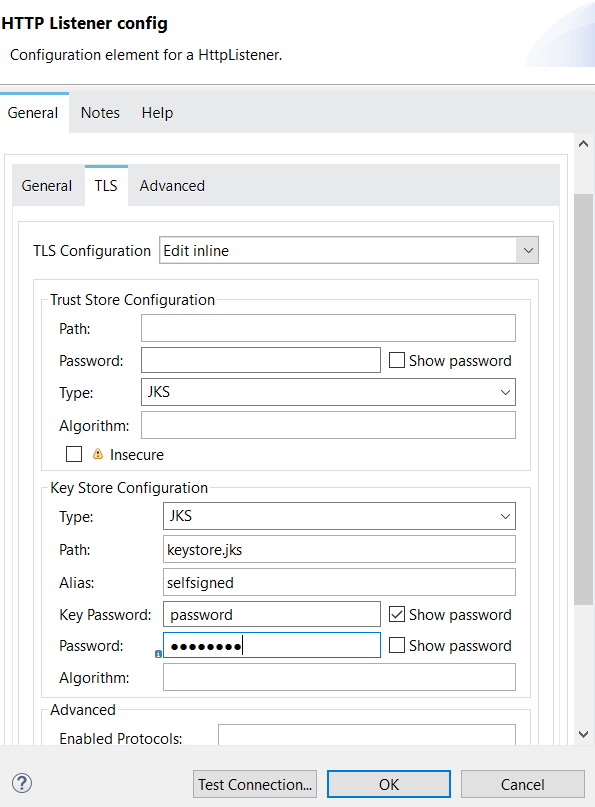 HTTP Listener config
Configuration element for a HttpListener.
General Notes Help
General TLS Advanced
TLS Configuration Edit inline
Trust Store Configuration
Path:
Password: Show password
Type: JKS
Algorithm:
Insecure
Key Store Configuration
Type: JKS
Path: keystore.jks
Alias: selfsigned
Key Password: password Show password
Password: ●●●●●●●● Show password
Algorithm:
Advanced
Enabled Protocols:
? Test Connection... OK Cancel